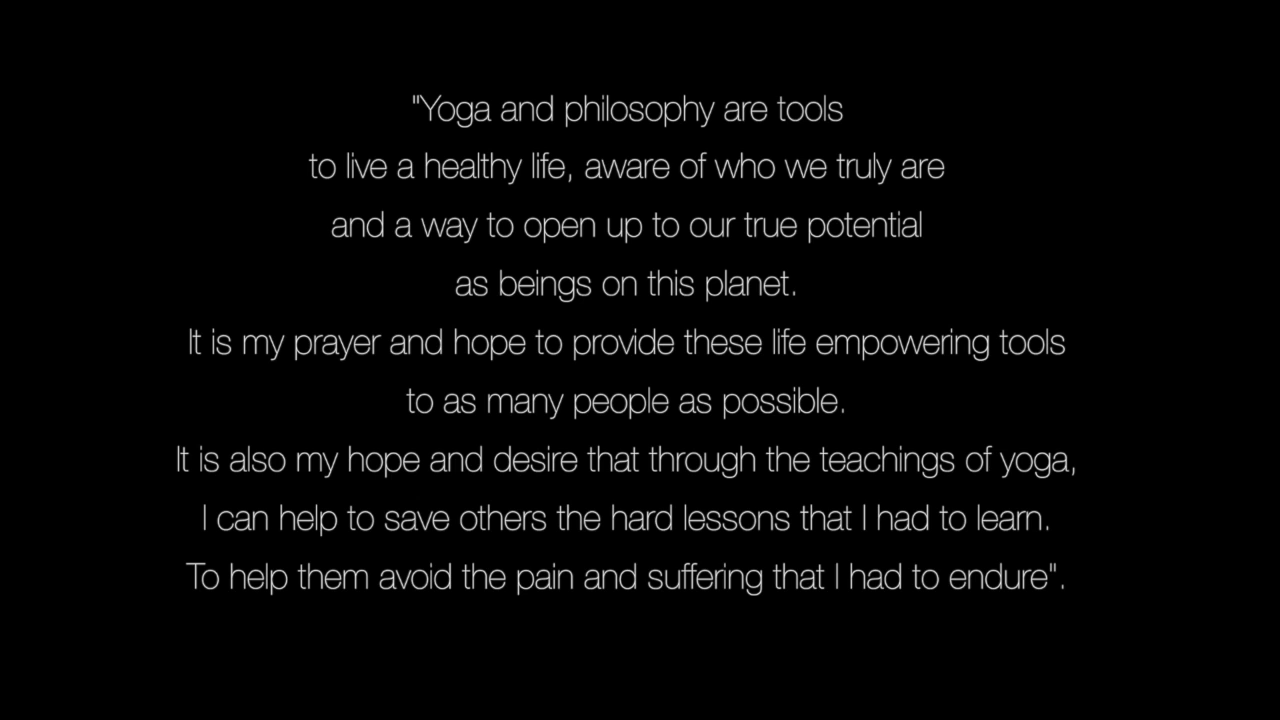 "Yoga and philosophy are tools
to live a healthy life, aware of who we truly are
and a way to open up to our true potential
as beings on this planet.
It is my prayer and hope to provide these life empowering tools
to as many people as possible.
It is also my hope and desire that through the teachings of yoga,
I can help to save others the hard lessons that I had to learn.
To help them avoid the pain and suffering that I had to endure".